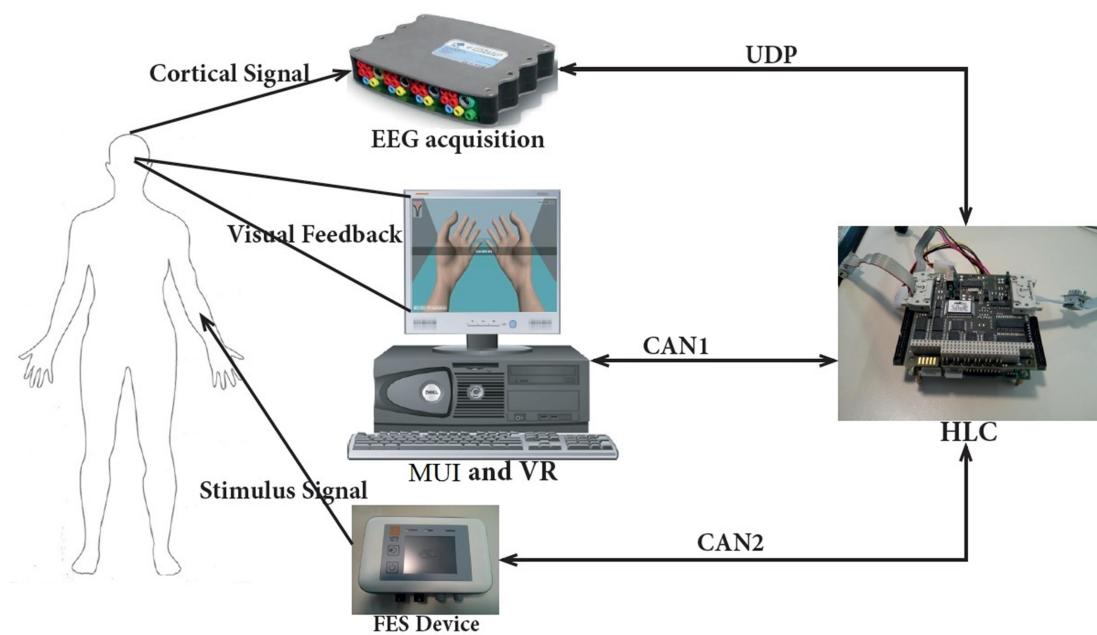 UDP
Cortical Signal
EEG acquisition
Visual Feedback
CAN1
HLC
MUI and VR
Stimulus Signal
CAN2
FES Device